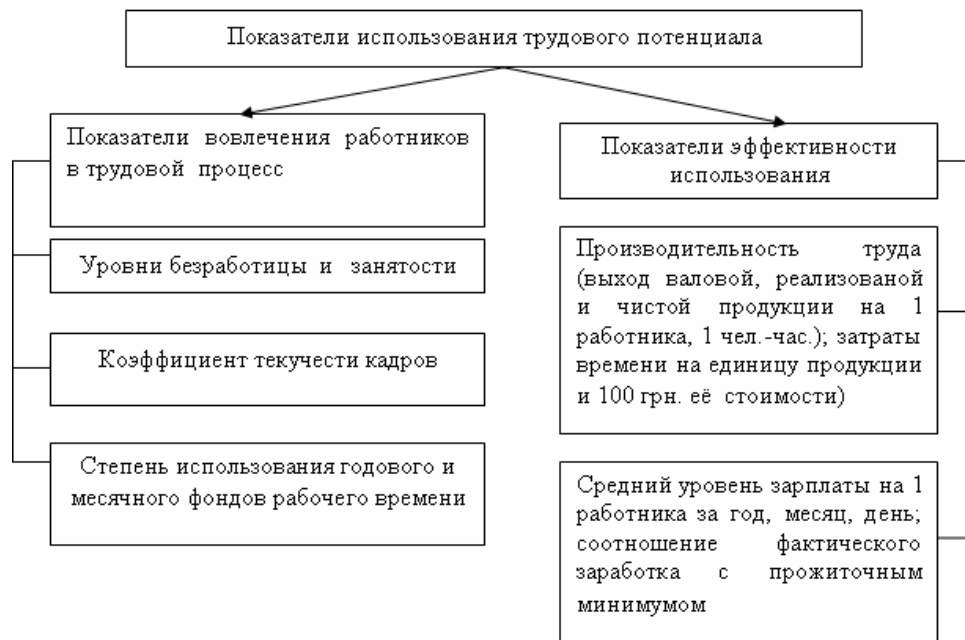 Показатели использования трудового потенциала
Показатели вовлечения работников
в трудовой процесс
Уровни безработицы и занятости
Коэффициент текучести кадров
Степень использования годового и
месячного фондов рабочего времени
Показатели эффективности
использования
Производительность труда
(выход валовой, реализованой
и чистой продукции на 1
работника, 1 чел.-час.); затраты
времени на единицу продукции
и 100 грн. её стоимости)
Средний уровень зарплаты на 1
работника за год, месяц, день;
соотношение фактического
заработка с прожиточным
минимумом